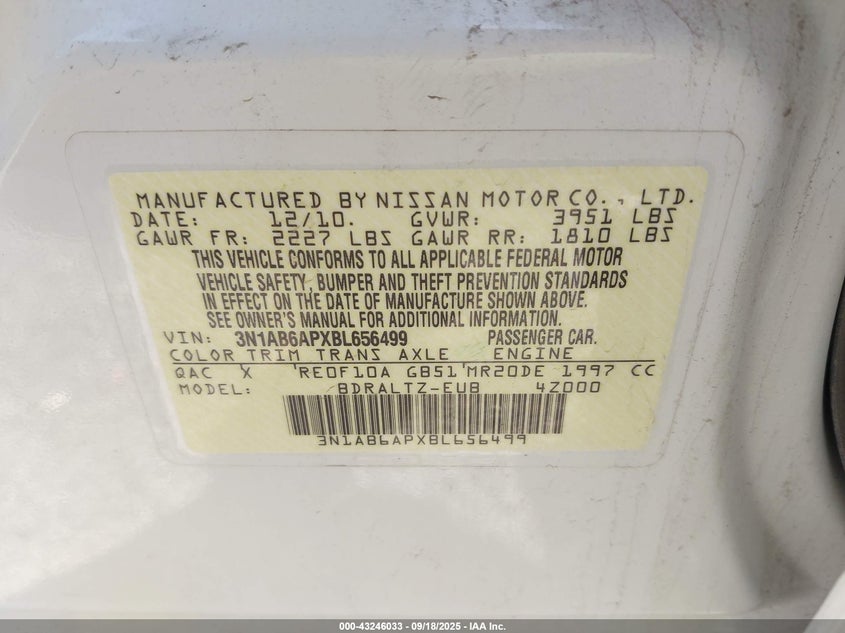 MANUFACTURED BY NISSAN MOTOR CO., LTD.
DATE: 12/10. GVWR: 3951 LBS
GAWR FR: 2227 LBS GAWR RR: 1810 LBS
THIS VEHICLE CONFORMS TO ALL APPLICABLE FEDERAL MOTOR
VEHICLE SAFETY, BUMPER AND THEFT PREVENTION STANDARDS
IN EFFECT ON THE DATE OF MANUFACTURE SHOWN ABOVE.
SEE OWNER'S MANUAL FOR ADDITIONAL INFORMATION.
VIN: 3N1AB6APXBL656499 PASSENGER CAR.
COLOR TRIM TRANS AXLE ENGINE
QAC X 'RE0F10A GB51'MR20DE 1997 CC
MODEL: BDRALTZ-EUB 4Z000
3N1AB6APXBL656499
000-43246033 - 09/18/2025 - IAA Inc.